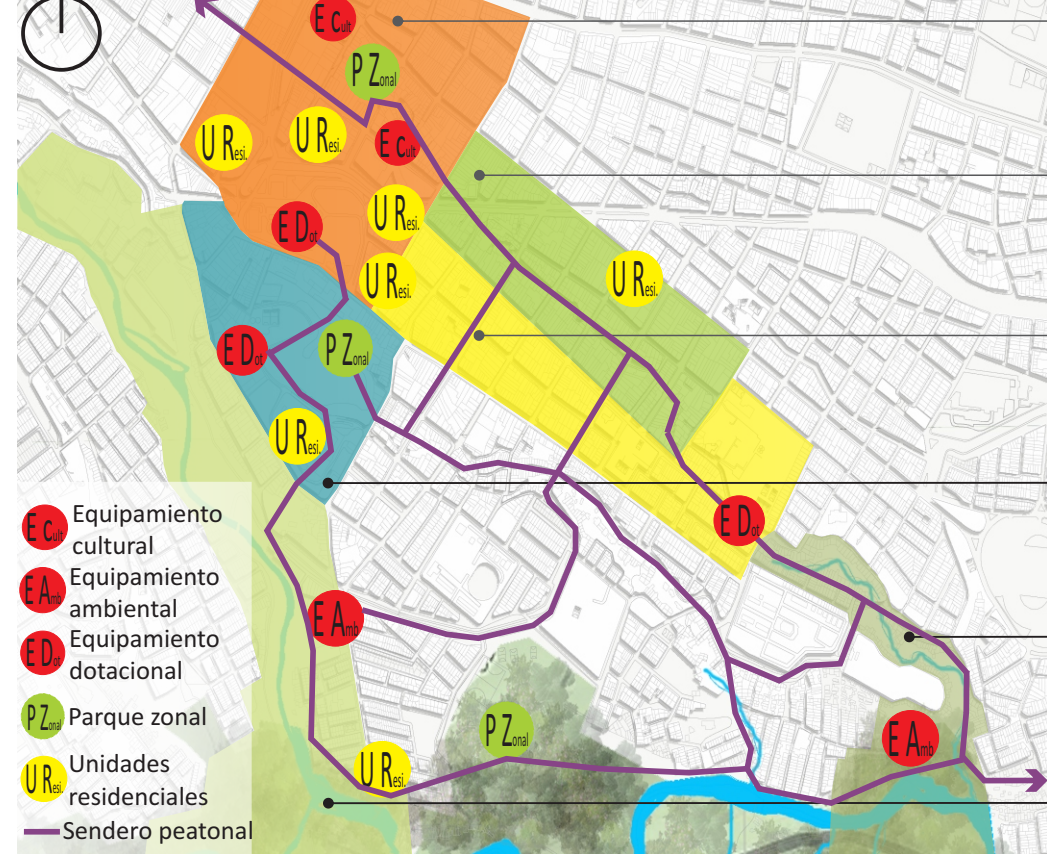 E Cult
P Zonal
U Resi.
U Resi.
E Cult
U Resi.
E Dot
U Resi.
U Resi.
E Dot
P Zonal
U Resi.
E Dot
E Amb
P Zonal
E Amb
U Resi.
E Cult
Equipamiento
cultural
E Amb
Equipamiento
ambiental
E Dot
Equipamiento
dotacional
P Zonal
Parque zonal
U Resi.
Unidades
residenciales
Sendero peatonal